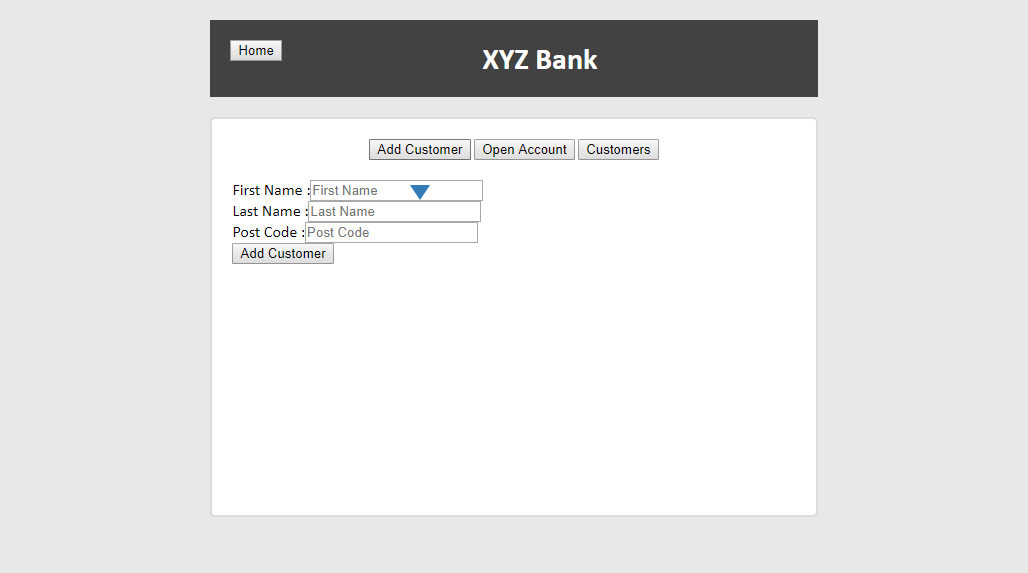 Home
XYZ Bank
Add Customer Open Account Customers
First Name : First Name
Last Name : Last Name
Post Code : Post Code
Add Customer